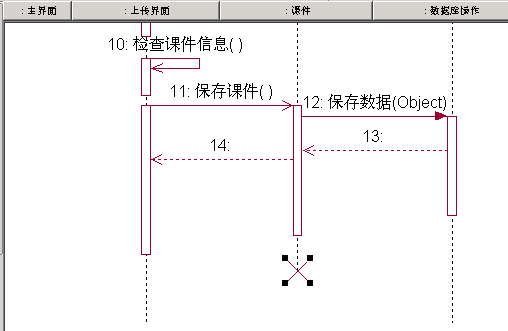 : 主界面
: 上传界面
: 课件
: 数据库操作
10: 检查课件信息( )
11: 保存课件( )
12: 保存数据(Object)
13:
14: